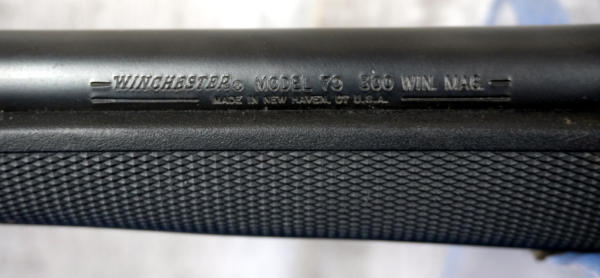 WINCHESTER® MODEL 70 300 WIN. MAG.
MADE IN NEW HAVEN, CT U.S.A.